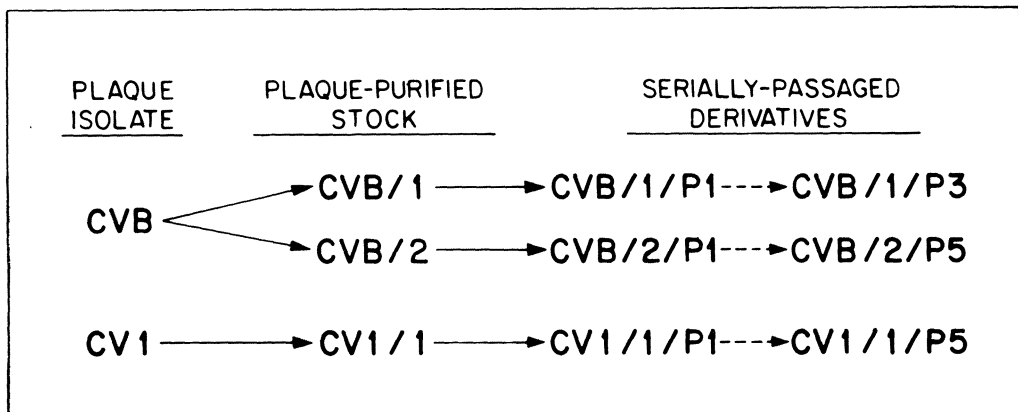 PLAQUE
ISOLATE
PLAQUE-PURIFIED
STOCK
SERIALLY-PASSAGED
DERIVATIVES
CVB
CVB/1
CVB/1/P1
CVB/1/P3
CVB/2
CVB/2/P1
CVB/2/P5
CV1
CV1/1
CV1/1/P1
CV1/1/P5